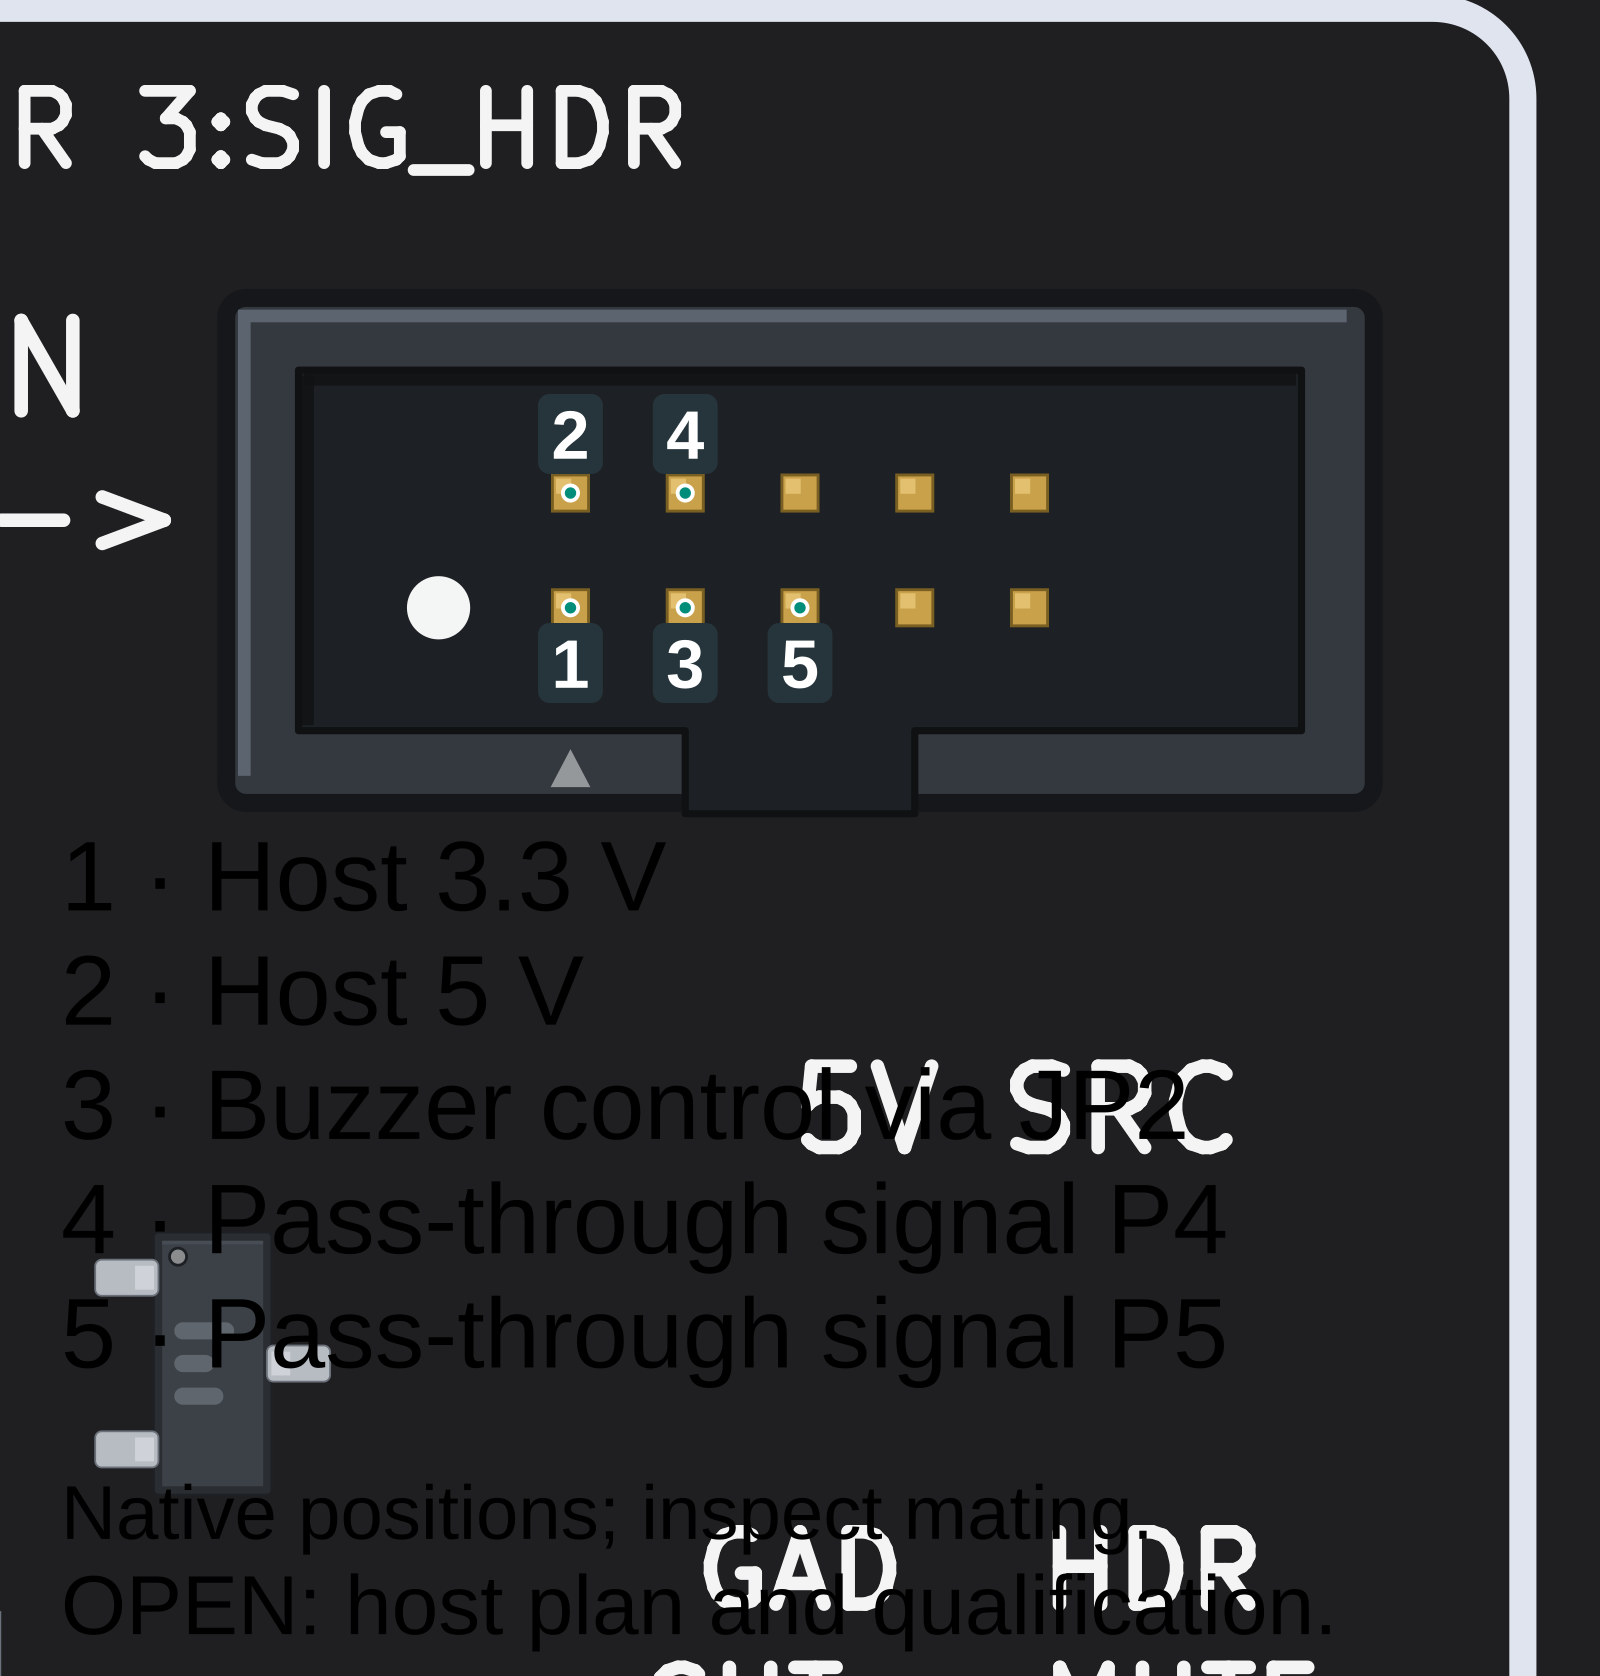 R 3:SIG_HDR
N
->
2 4
1 3 5
1 · Host 3.3 V
2 · Host 5 V
5V SRC
3 · Buzzer control via JP2
4 · Pass-through signal P4
5 · Pass-through signal P5
Native positions; inspect mating.
GAD HDR
OPEN: host plan and qualification.